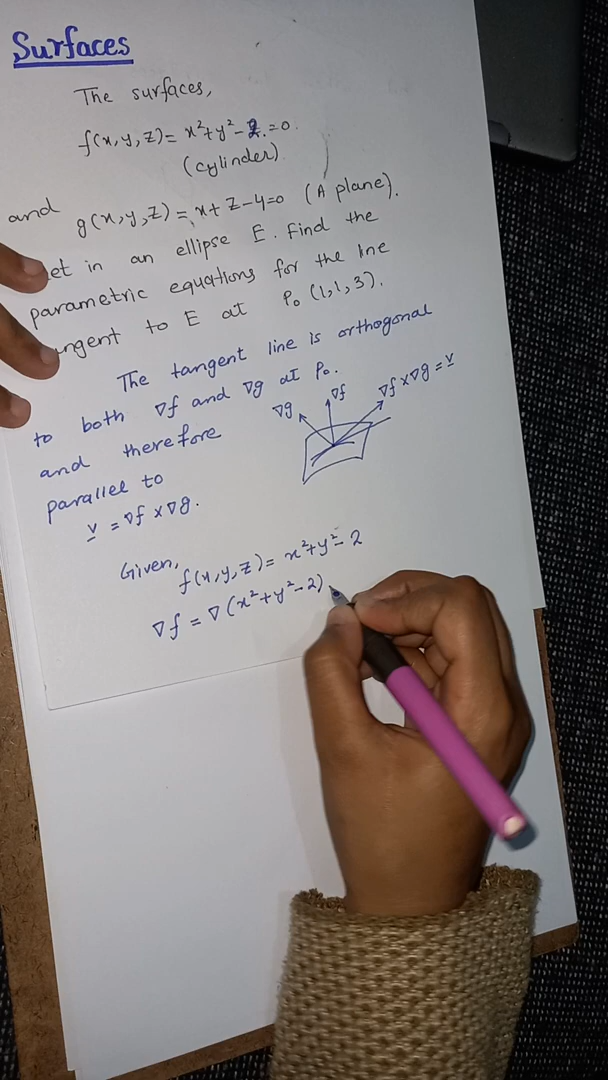 Surfaces
The surfaces,
f(x,y,z) = x²+y²-2=0.
(cylinder)
and g(x,y,z) = x+z-4=0 (A plane).
et in an ellipse E. Find the
parametric equations for the line
ngent to E at P₀ (1,1,3).
The tangent line is orthogonal
to both ∇f and ∇g at P₀.
and therefore
parallel to
v = ∇f × ∇g.
∇g ∇f ∇f × ∇g = v
Given,
f(x,y,z) = x²+y²-2
∇f = ∇(x²+y²-2)